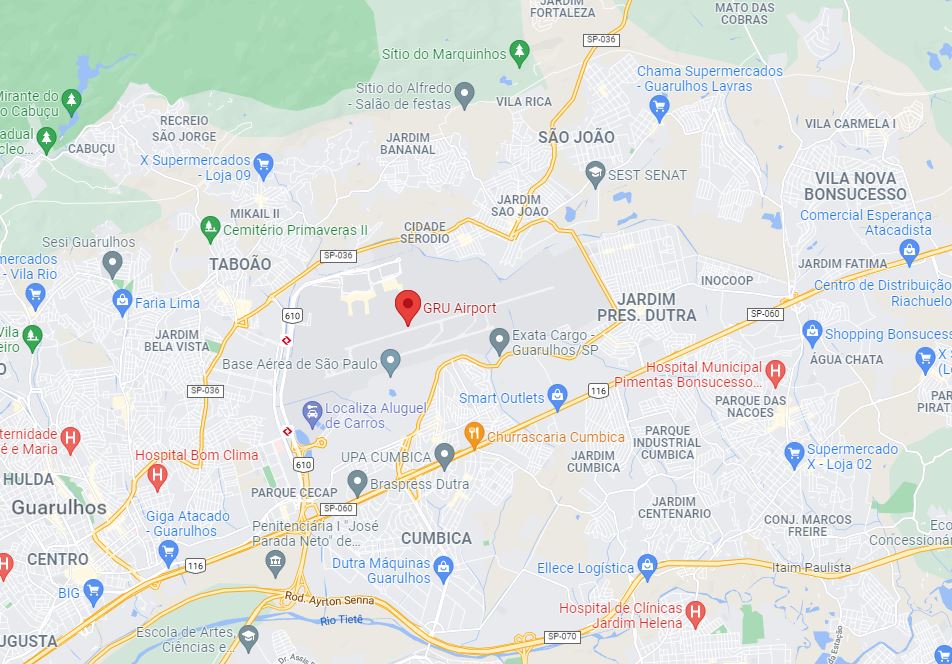 JARDIM
FORTALEZA
MATO DAS
COBRAS
SP-036
Sítio do Marquinhos
Chama Supermercados
- Guarulhos Lavras
Sitio do Alfredo
- Salão de festas
VILA RICA
Mirante do
o Cabuçu
RECREIO
SÃO JORGE
adual
cleo...
CABUÇU
JARDIM
BANANAL
SÃO JOÃO
VILA CARMELA I
X Supermercados
- Loja 09
SEST SENAT
VILA NOVA
BONSUCESSO
JARDIM
SAO JOAO
MIKAIL II
Cemitério Primaveras II
CIDADE
SERODIO
Comercial Esperança
Atacadista
Sesi Guarulhos
SP-036
TABOÃO
mercados
- Vila Rio
Faria Lima
JARDIM FATIMA
INOCOOP
Centro de Distribuição
Riachuelo
610
GRU Airport
JARDIM
PRES. DUTRA
SP-060
Vila
eiro
JARDIM
BELA VISTA
Exata Cargo -
Guarulhos/SP
Shopping Bonsucess
ÁGUA CHATA
X S
(L
Base Aérea de São Paulo
Hospital Municipal
Pimentas Bonsucesso...
SP-036
116
Smart Outlets
PARQUE DAS
NACOES
PAR
PIRAT
Localiza Aluguel
de Carros
aternidade
é e Maria
Churrascaria Cumbica
PARQUE
INDUSTRIAL
CUMBICA
Hospital Bom Clima
UPA CUMBICA
JARDIM
CUMBICA
Supermercado
X - Loja 02
610
HULDA
Guarulhos
PARQUE CECAP
Braspress Dutra
SP-060
JARDIM
CENTENARIO
Giga Atacado
- Guarulhos
Penitenciária I "José
Parada Neto" de...
CUMBICA
CONJ. MARCOS
FREIRE
Eco
Concessionár
CENTRO
116
Dutra Máquinas
Guarulhos
Ellece Logística
Itaim Paulista
BIG
Rod. Ayrton Senna
Rio Tietê
Hospital de Clínicas
Jardim Helena
UGUSTA
Escola de Artes,
Ciências e...
SP-070
Dr. Assis
da Estação